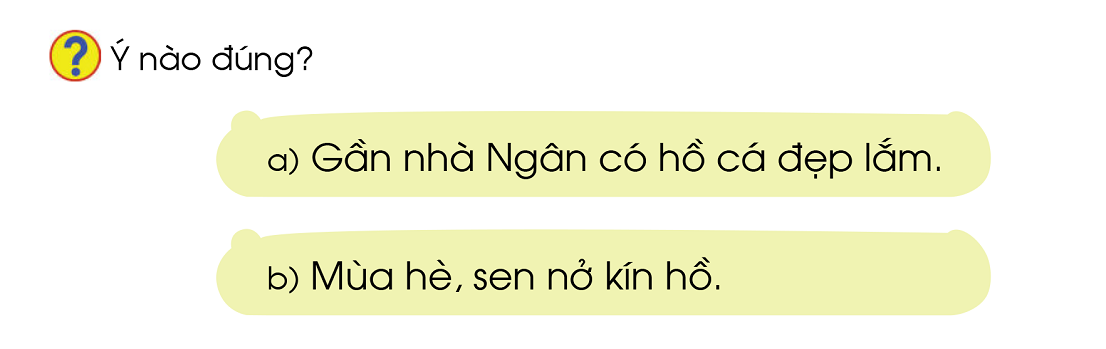 ? Ý nào đúng?
a) Gần nhà Ngân có hồ cá đẹp lắm.
b) Mùa hè, sen nở kín hồ.